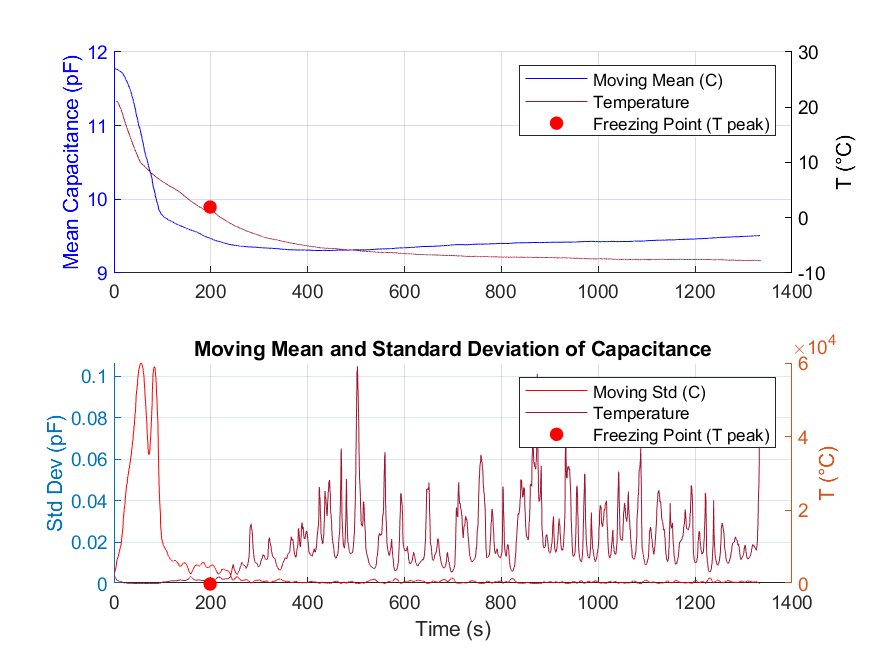 12
11
10
9
Mean Capacitance (pF)
30
20
10
0
-10
T (°C)
Moving Mean (C)
Temperature
Freezing Point (T peak)
0 200 400 600 800 1000 1200 1400
Moving Mean and Standard Deviation of Capacitance
×10^4
0.1
0.08
0.06
0.04
0.02
0
Std Dev (pF)
6
4
2
0
T (°C)
Moving Std (C)
Temperature
Freezing Point (T peak)
0 200 400 600 800 1000 1200 1400
Time (s)